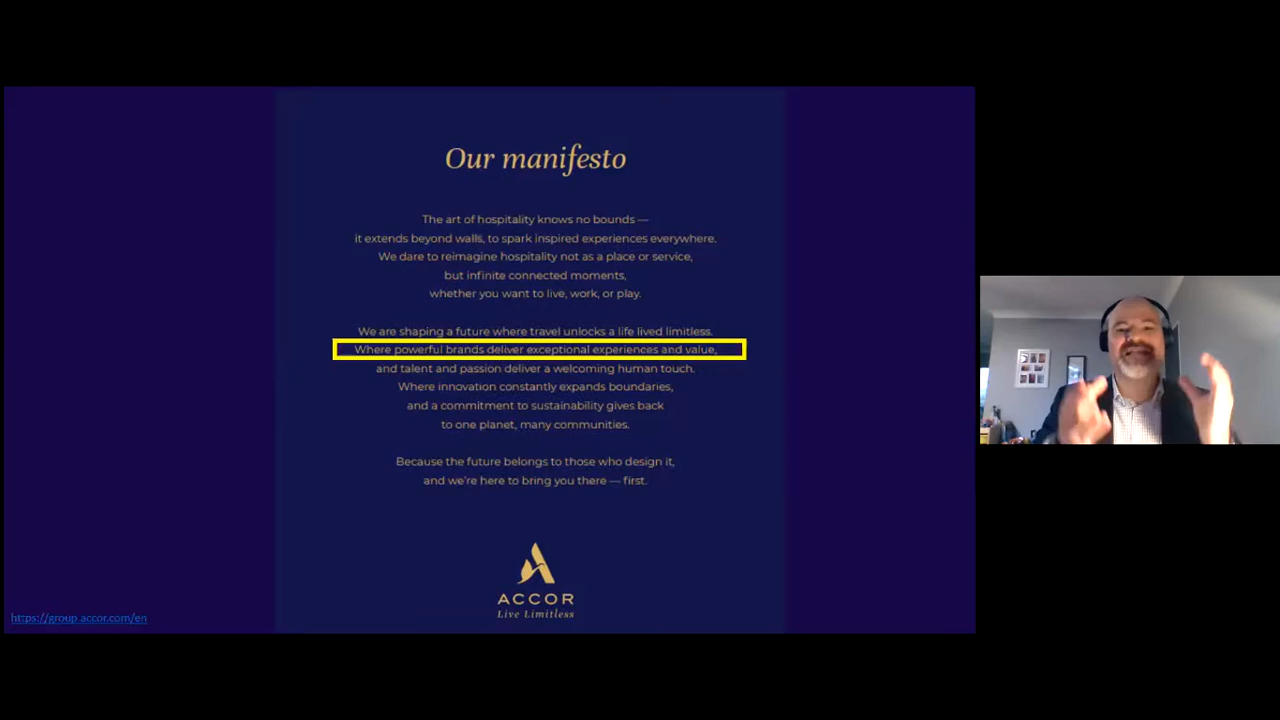 Our manifesto
The art of hospitality knows no bounds —
it extends beyond walls, to spark inspired experiences everywhere.
We dare to reimagine hospitality not as a place or service,
but infinite connected moments,
whether you want to live, work, or play.
We are shaping a future where travel unlocks a life lived limitless.
Where powerful brands deliver exceptional experiences and value,
and talent and passion deliver a welcoming human touch.
Where innovation constantly expands boundaries,
and a commitment to sustainability gives back
to one planet, many communities.
Because the future belongs to those who design it,
and we're here to bring you there — first.
ACCOR
Live Limitless
https://group.accor.com/en